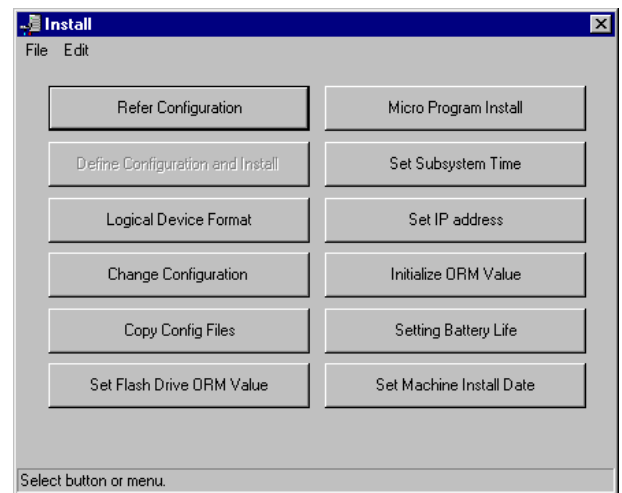 Install
File Edit
Refer Configuration
Micro Program Install
Define Configuration and Install
Set Subsystem Time
Logical Device Format
Set IP address
Change Configuration
Initialize ORM Value
Copy Config Files
Setting Battery Life
Set Flash Drive ORM Value
Set Machine Install Date
Select button or menu.